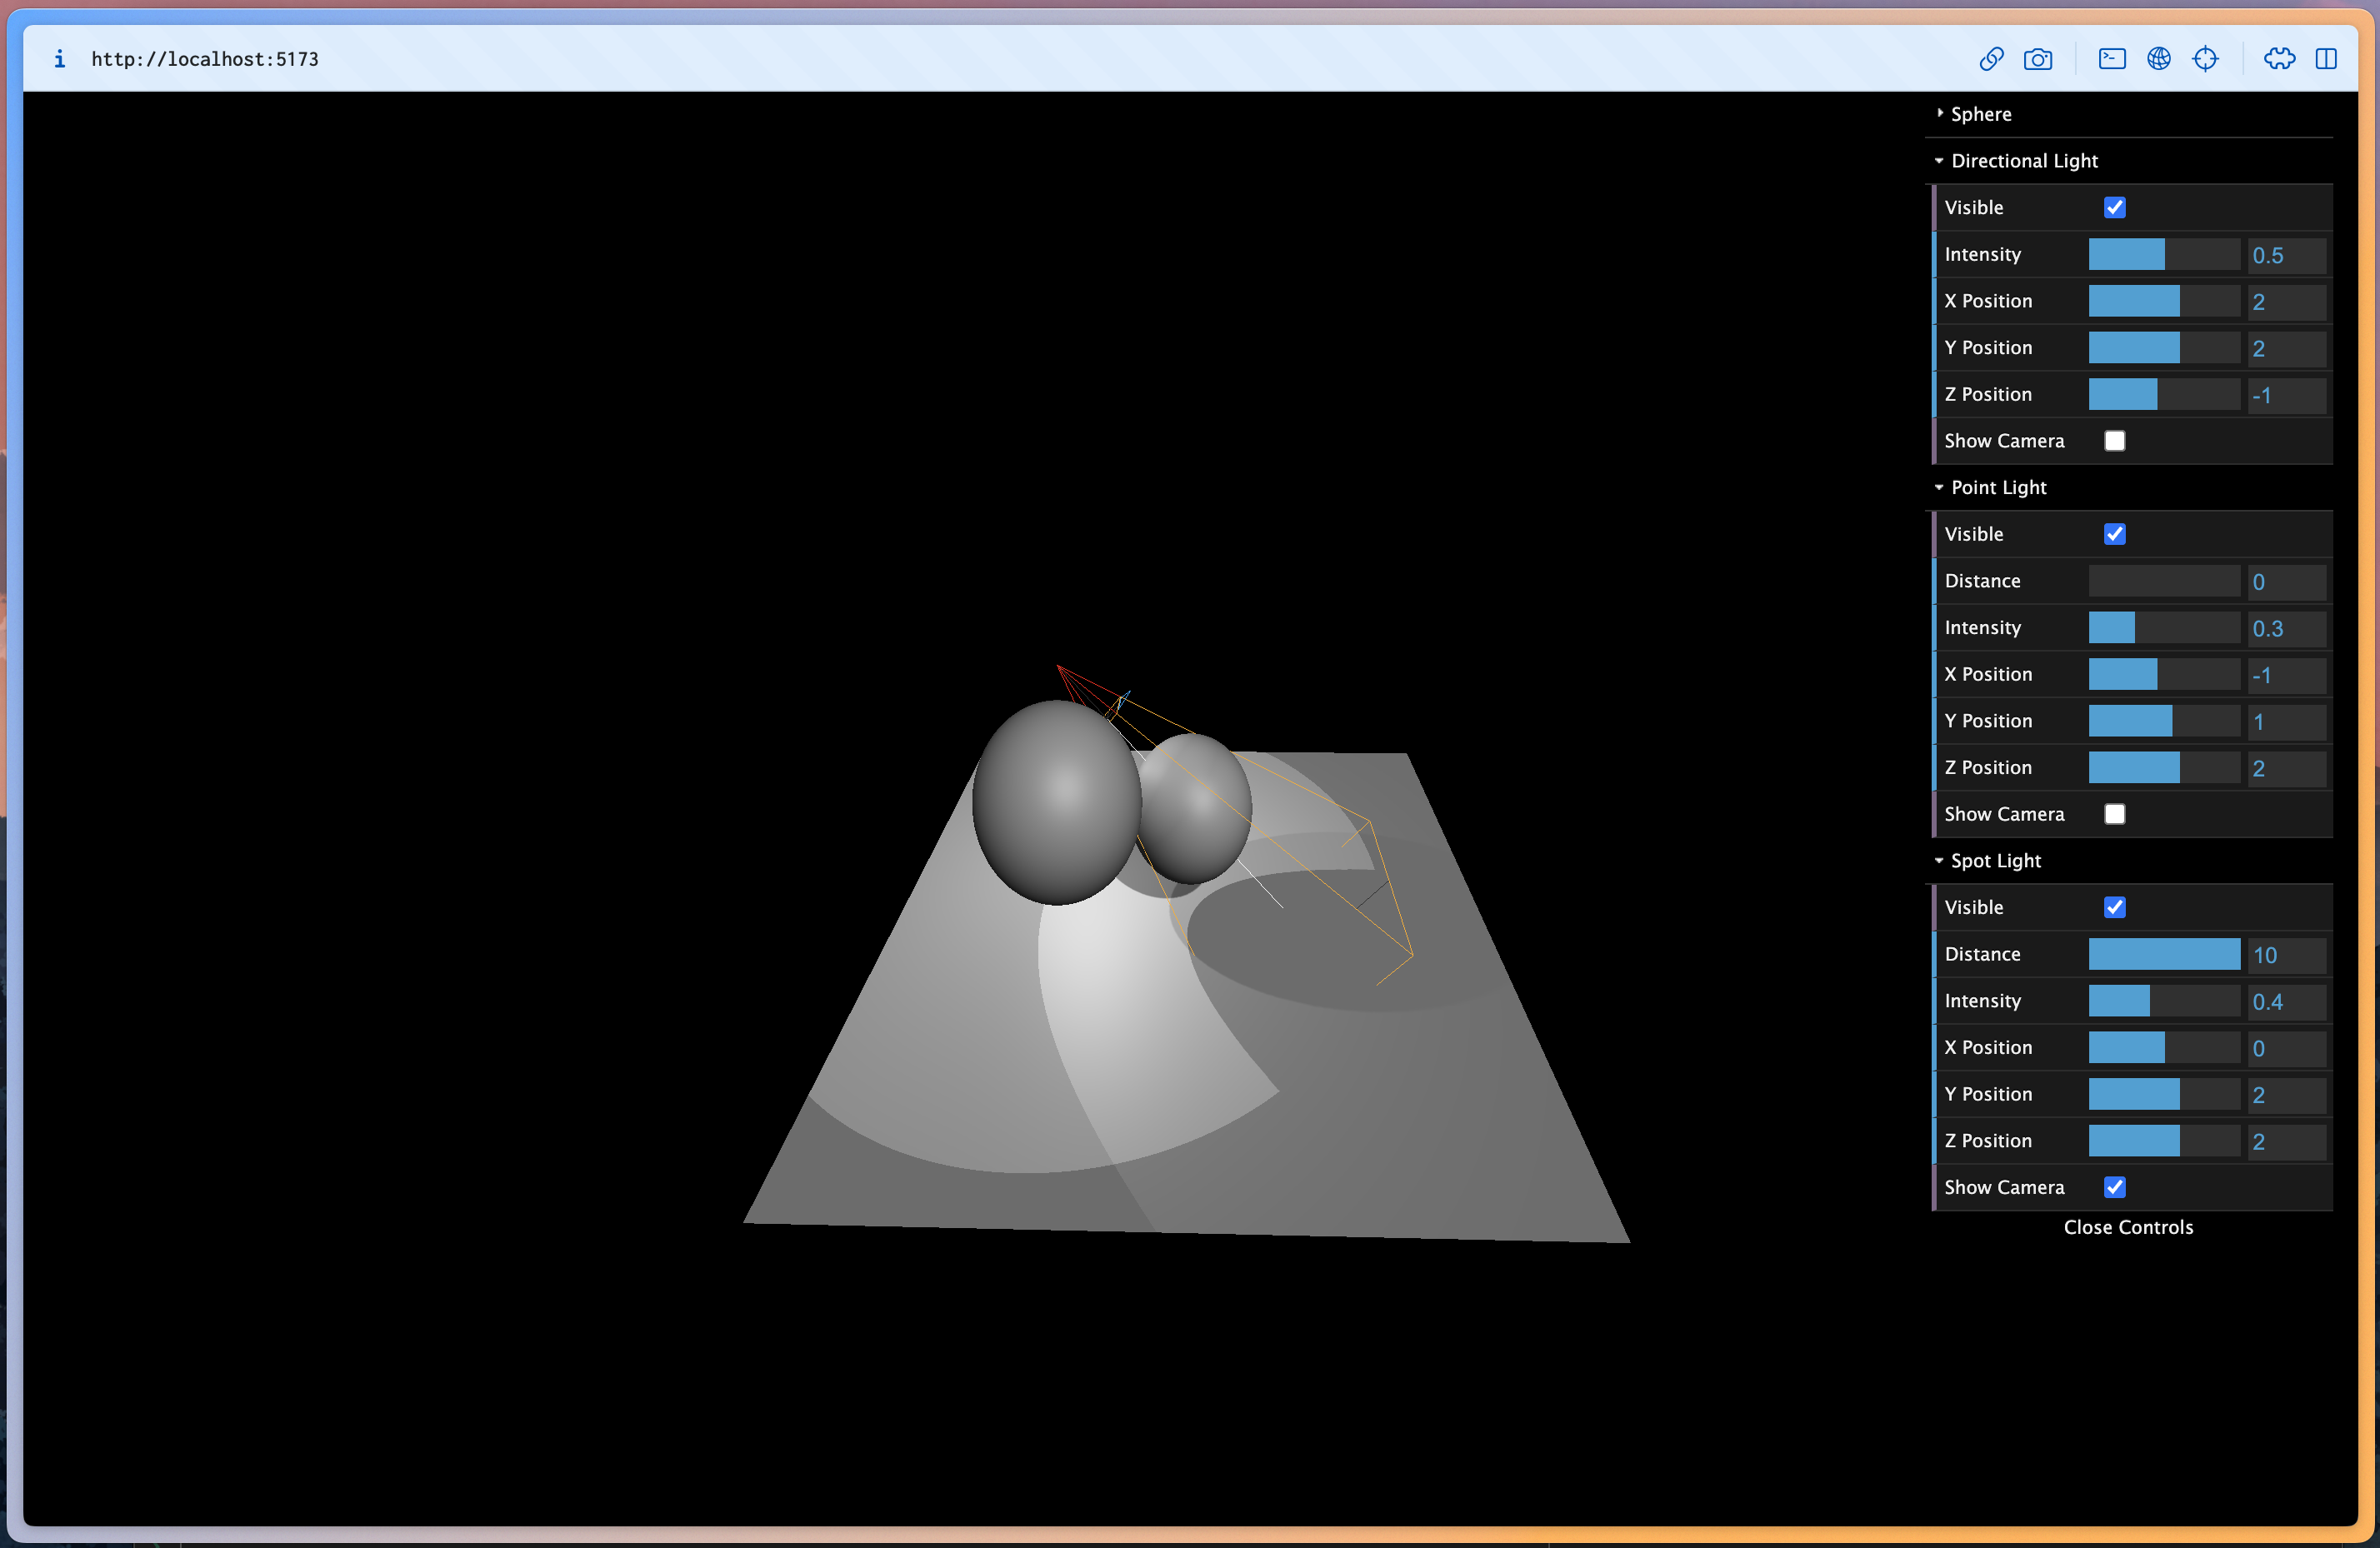 http://localhost:5173
Sphere
Directional Light
Visible
Intensity 0.5
X Position 2
Y Position 2
Z Position -1
Show Camera
Point Light
Visible
Distance 0
Intensity 0.3
X Position -1
Y Position 1
Z Position 2
Show Camera
Spot Light
Visible
Distance 10
Intensity 0.4
X Position 0
Y Position 2
Z Position 2
Show Camera
Close Controls